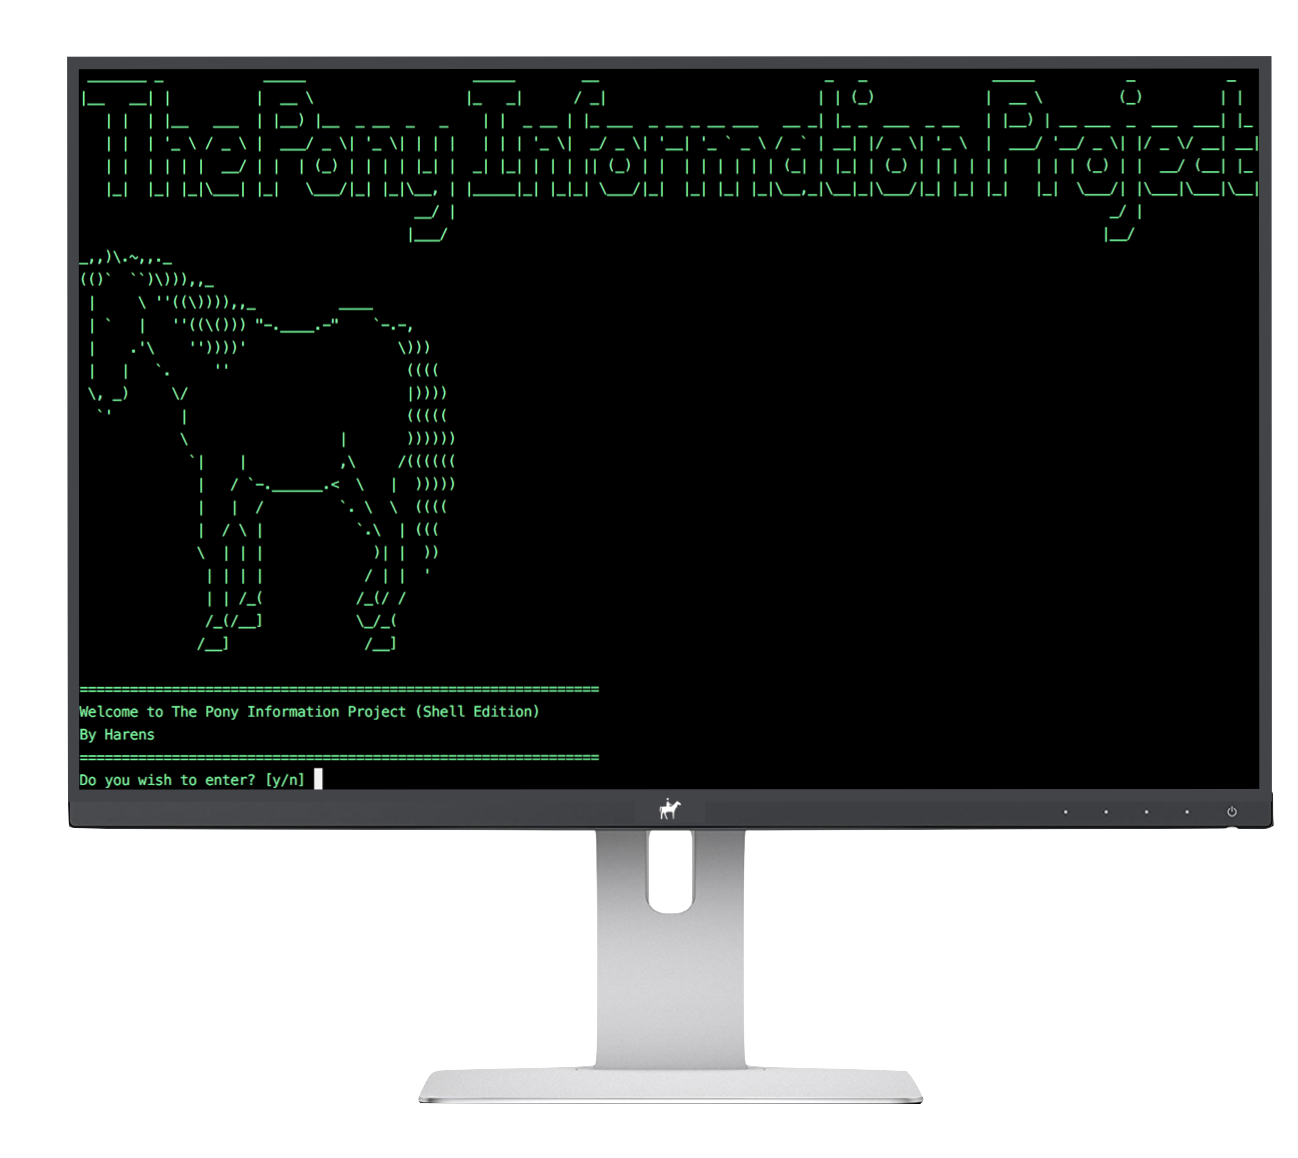 The Pony Information Project
Welcome to The Pony Information Project (Shell Edition)
By Harens
Do you wish to enter? [y/n]